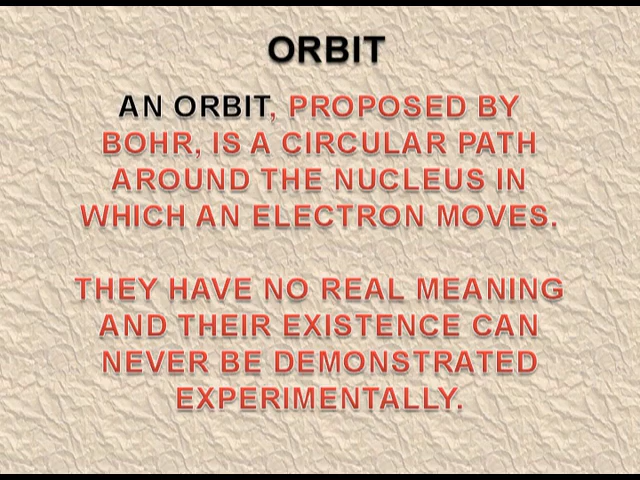 ORBIT
AN ORBIT, PROPOSED BY
BOHR, IS A CIRCULAR PATH
AROUND THE NUCLEUS IN
WHICH AN ELECTRON MOVES.
THEY HAVE NO REAL MEANING
AND THEIR EXISTENCE CAN
NEVER BE DEMONSTRATED
EXPERIMENTALLY.